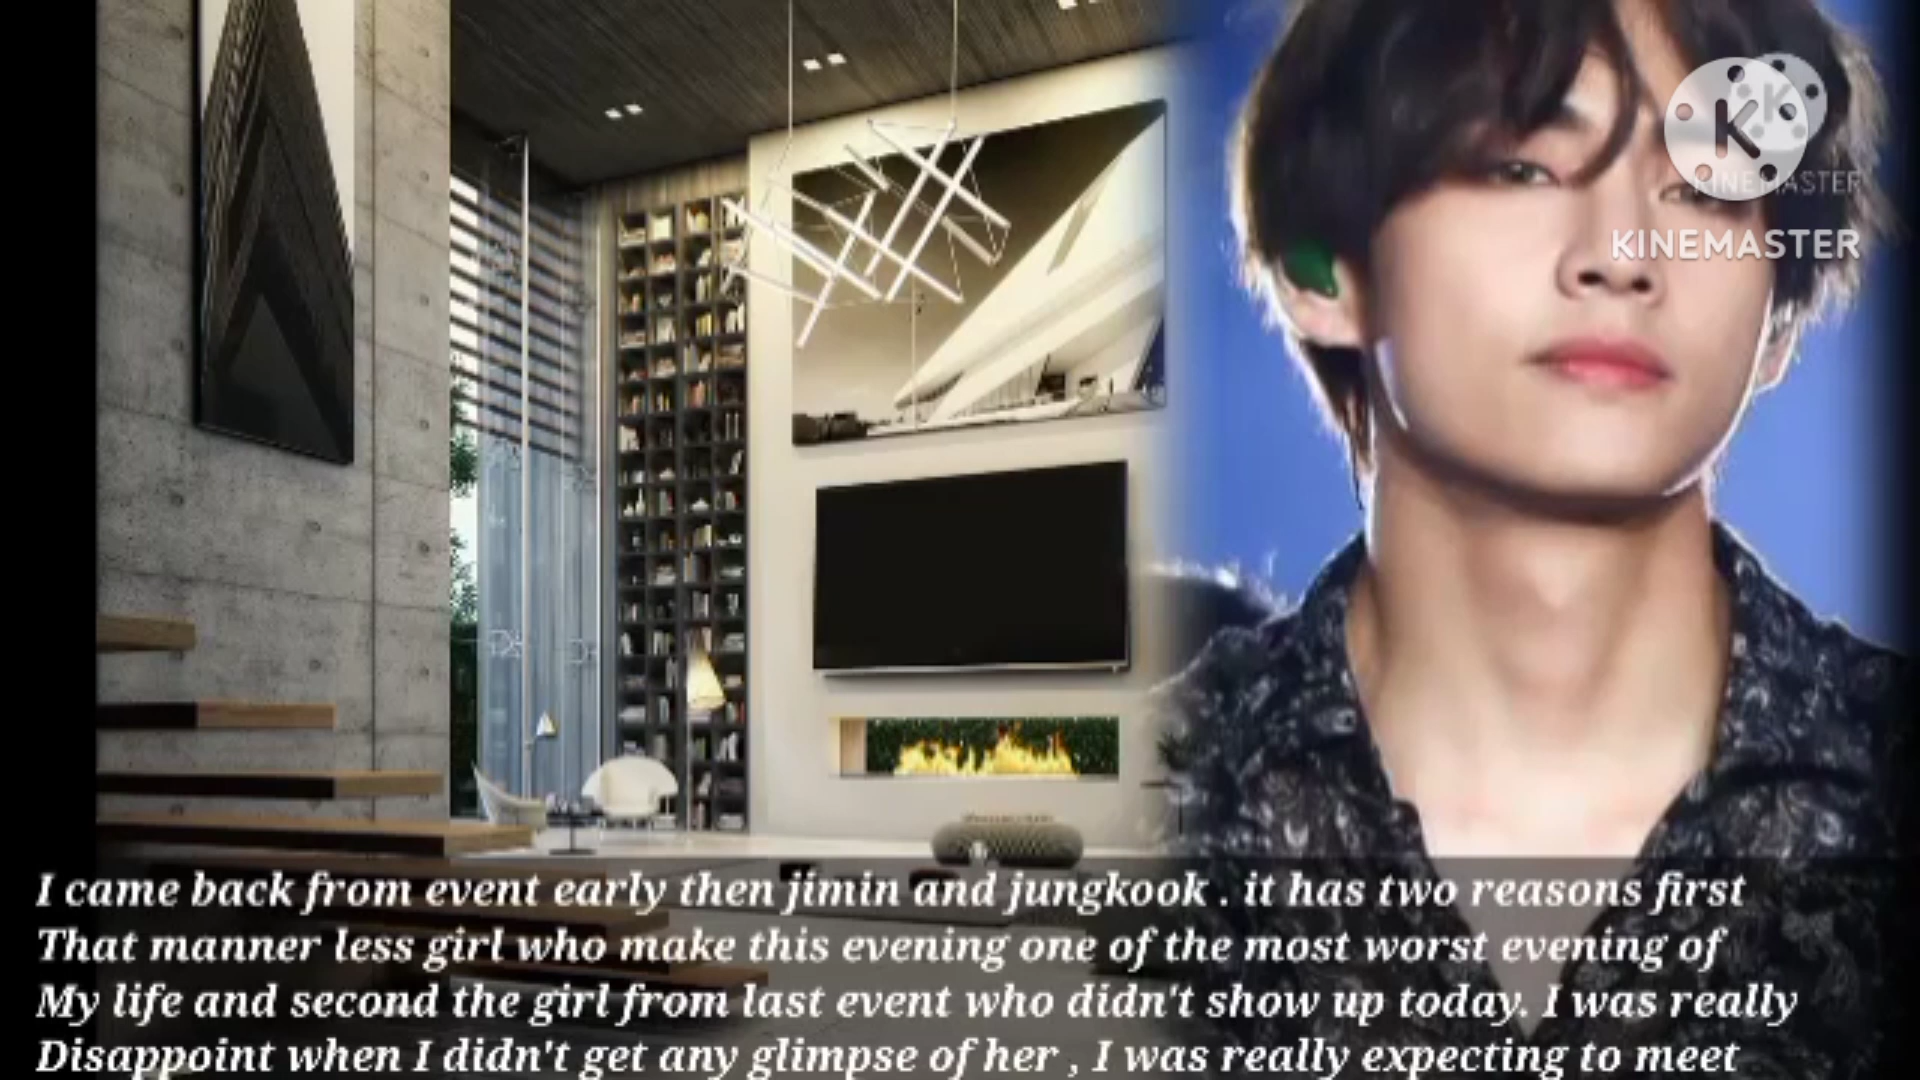 KINEMASTER
KINEMASTER
I came back from event early then jimin and jungkook . it has two reasons first
That manner less girl who make this evening one of the most worst evening of
My life and second the girl from last event who didn't show up today. I was really
Disappoint when I didn't get any glimpse of her , I was really expecting to meet